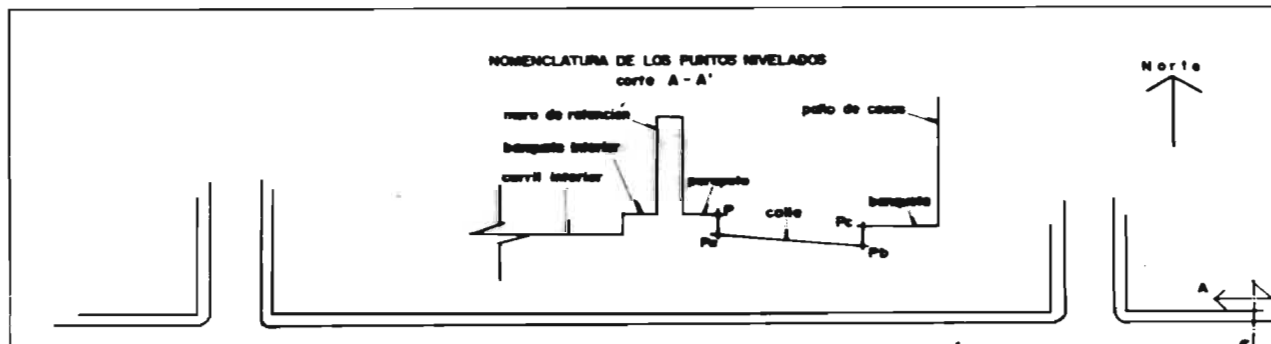 NOMENCLATURA DE LOS PUNTOS NIVELADOS
corte A-A'
Norte
muro de retención
paño de casas
banqueta interior
carril interior
parapeto
banqueta
P
calle
Pc
Pa
Pb
A